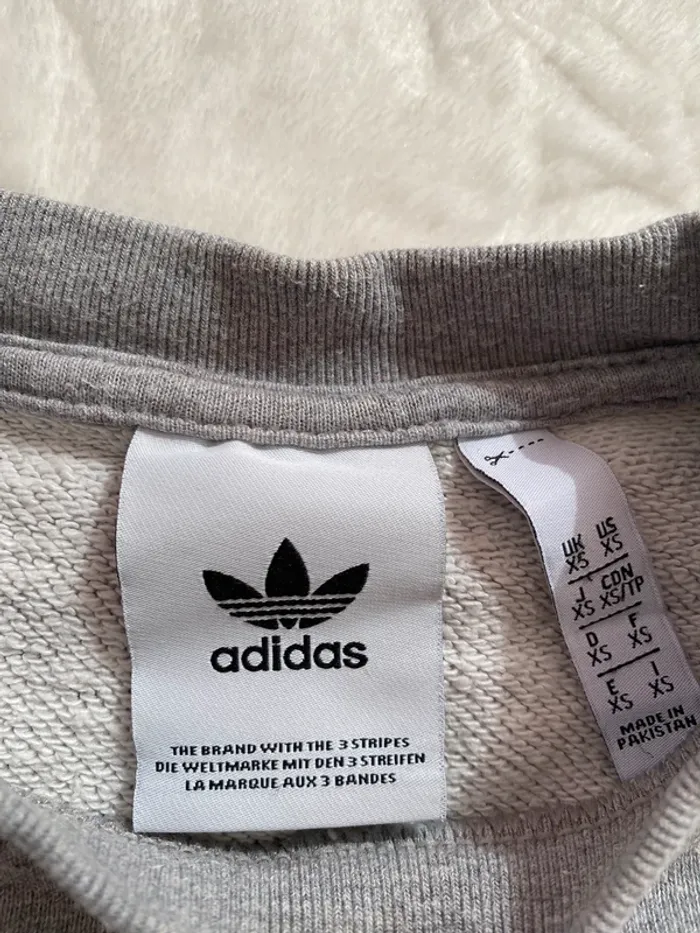 adidas
THE BRAND WITH THE 3 STRIPES
DIE WELTMARKE MIT DEN 3 STREIFEN
LA MARQUE AUX 3 BANDES
UK US
XS XS
J CDN
XS XS/TP
D F
XS XS
E I
XS XS
MADE IN
PAKISTAN